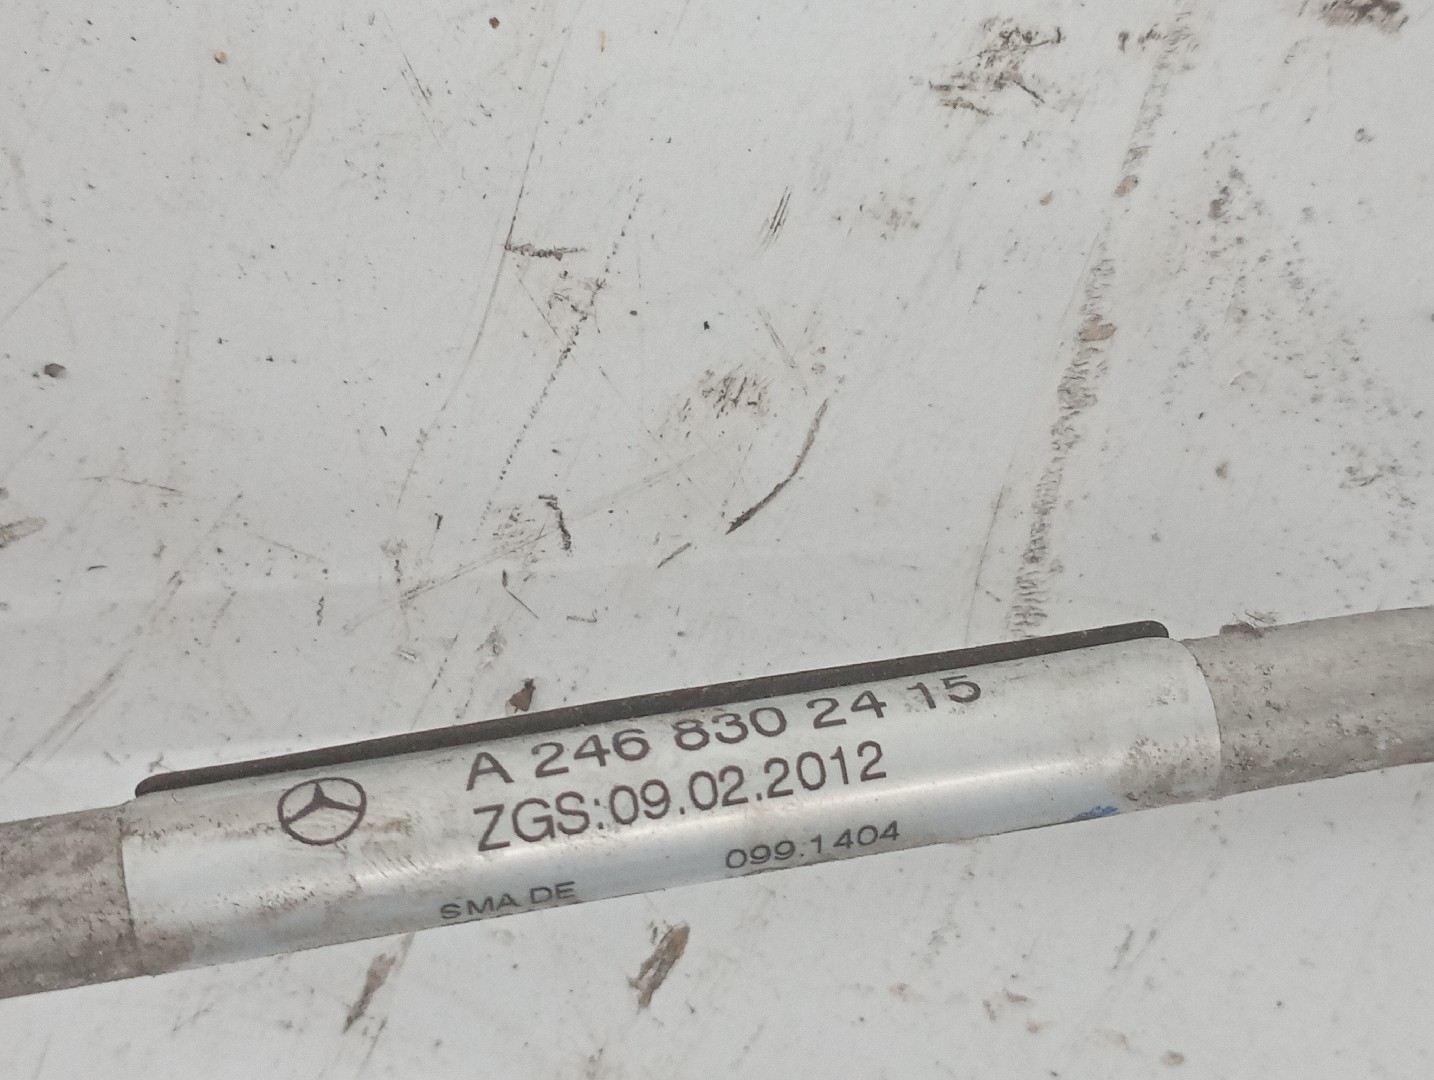 A 246 830 24 15
ZGS:09.02.2012
099.1404
SMA DE